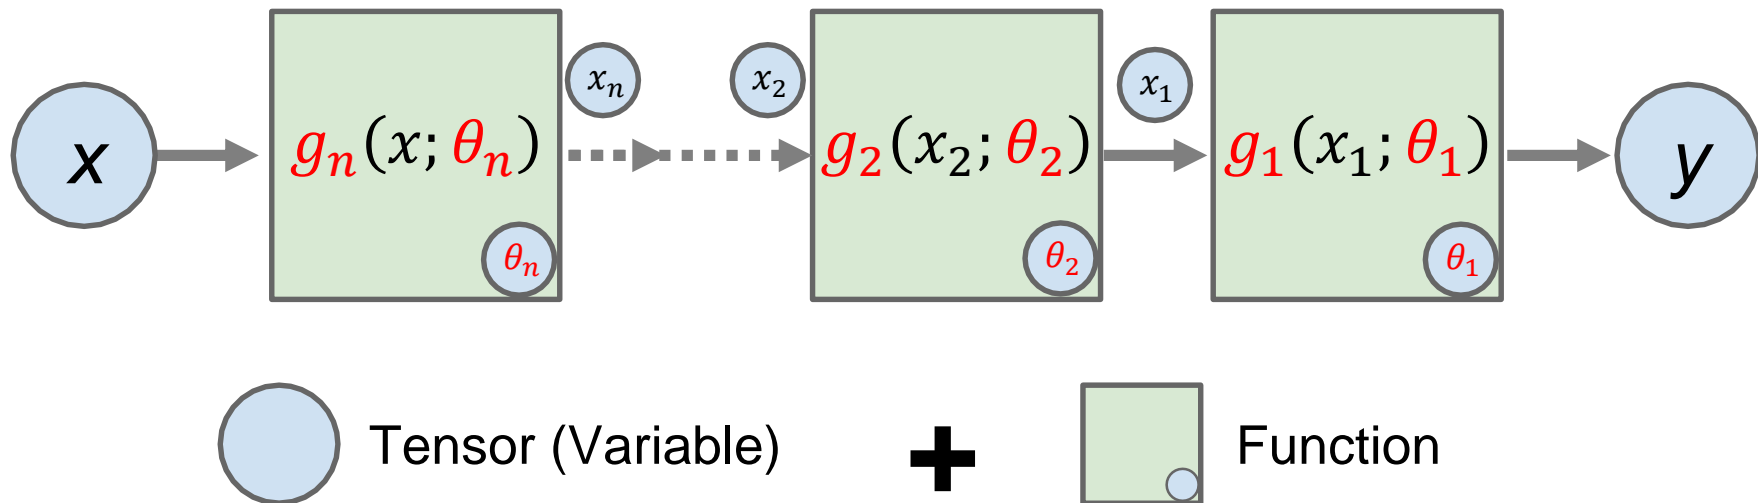 xₙ x₂ x₁
x gₙ(x; θₙ) g₂(x₂; θ₂) g₁(x₁; θ₁) y
θₙ θ₂ θ₁
Tensor (Variable) + Function